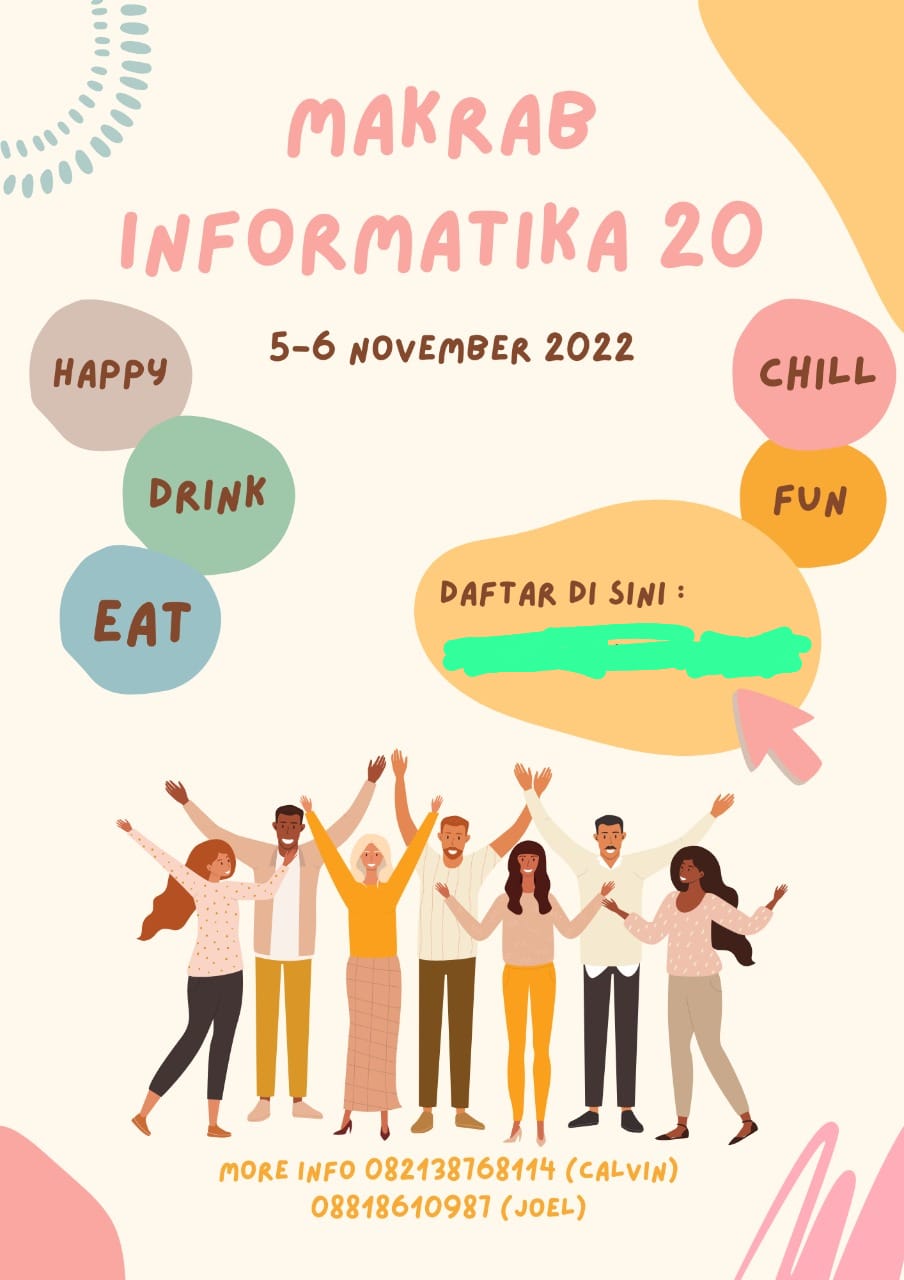 MAKRAB
INFORMATIKA 20
5-6 NOVEMBER 2022
HAPPY
DRINK
EAT
CHILL
FUN
DAFTAR DI SINI :
MORE INFO 082138768114 (CALVIN)
08818610987 (JOEL)